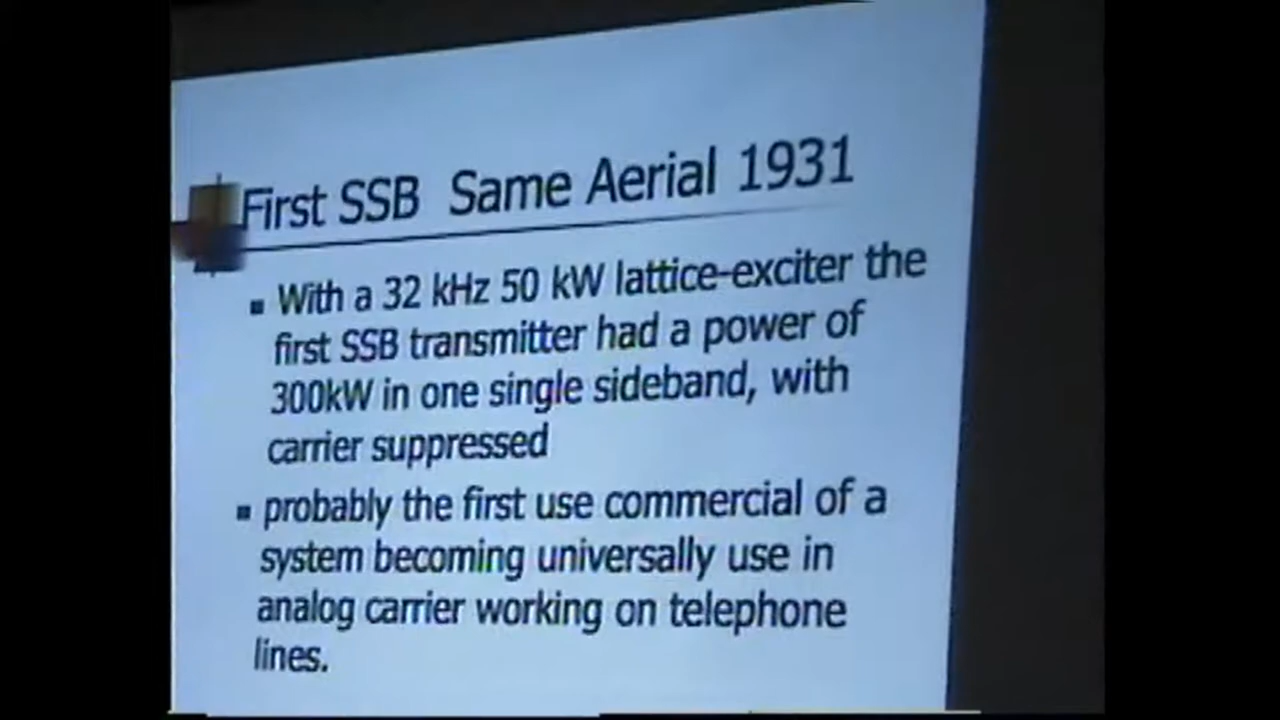 First SSB Same Aerial 1931
With a 32 kHz 50 kW lattice-exciter the
first SSB transmitter had a power of
300kW in one single sideband, with
carrier suppressed
probably the first use commercial of a
system becoming universally use in
analog carrier working on telephone
lines.